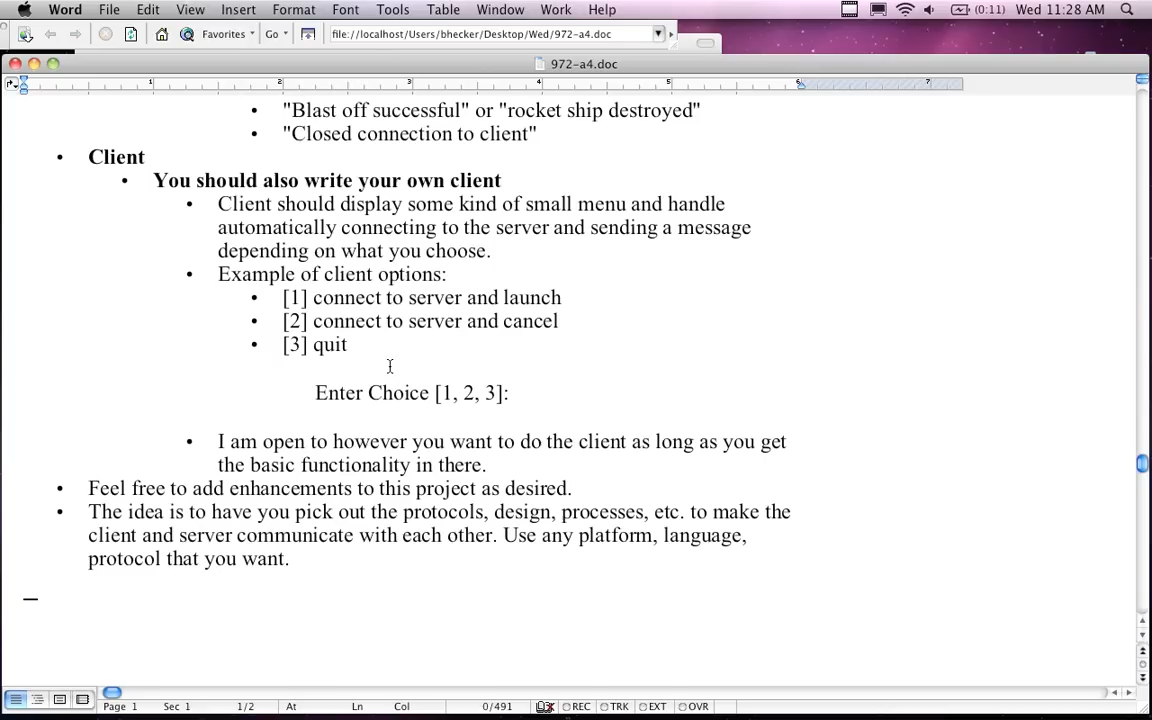 Word File Edit View Insert Format Font Tools Table Window Work Help (0:11) Wed 11:28 AM
Favorites Go file://localhost/Users/bhecker/Desktop/Wed/972-a4.doc
972-a4.doc
1 2 3 4 5 6 7
• "Blast off successful" or "rocket ship destroyed"
• "Closed connection to client"
• Client
• You should also write your own client
• Client should display some kind of small menu and handle
automatically connecting to the server and sending a message
depending on what you choose.
• Example of client options:
• [1] connect to server and launch
• [2] connect to server and cancel
• [3] quit
Enter Choice [1, 2, 3]:
• I am open to however you want to do the client as long as you get
the basic functionality in there.
• Feel free to add enhancements to this project as desired.
• The idea is to have you pick out the protocols, design, processes, etc. to make the
client and server communicate with each other. Use any platform, language,
protocol that you want.
Page 1 Sec 1 1/2 At Ln Col 0/491 REC TRK EXT OVR